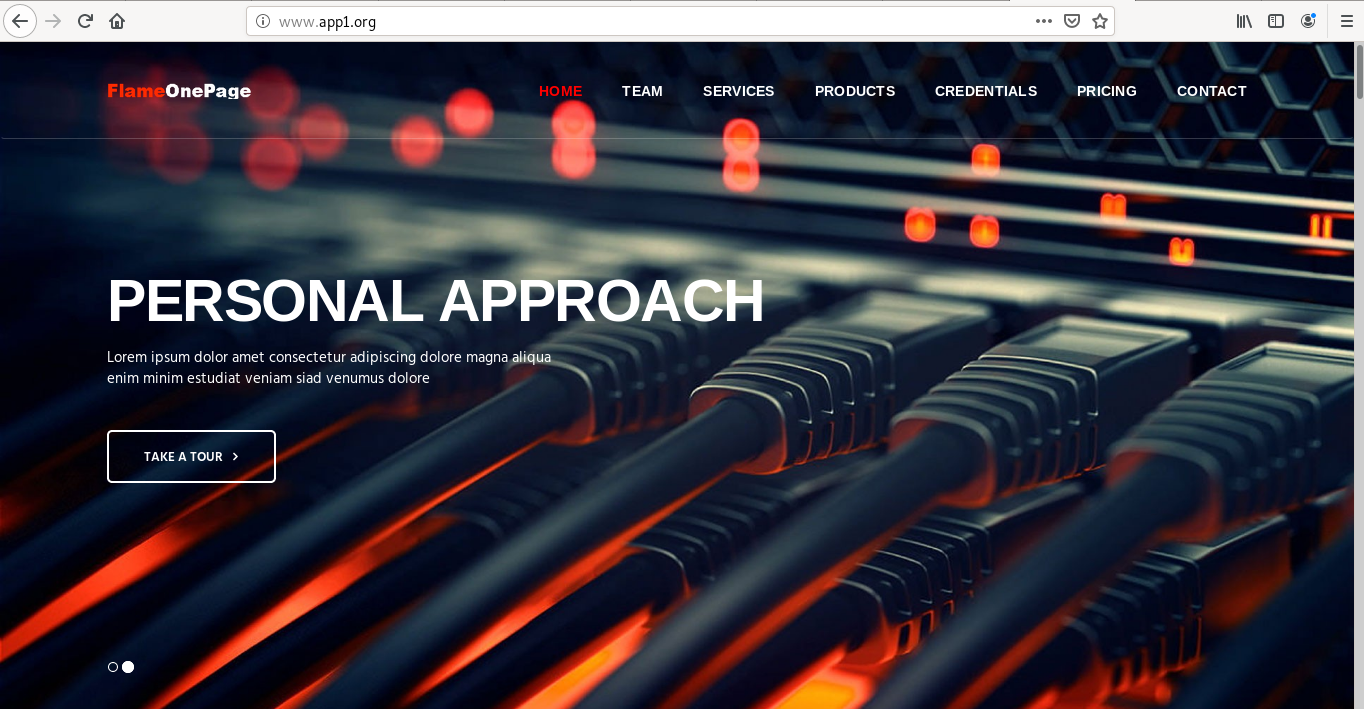 www.app1.org
FlameOnePage
HOME TEAM SERVICES PRODUCTS CREDENTIALS PRICING CONTACT
PERSONAL APPROACH
Lorem ipsum dolor amet consectetur adipiscing dolore magna aliqua
enim minim estudiat veniam siad venumus dolore
TAKE A TOUR